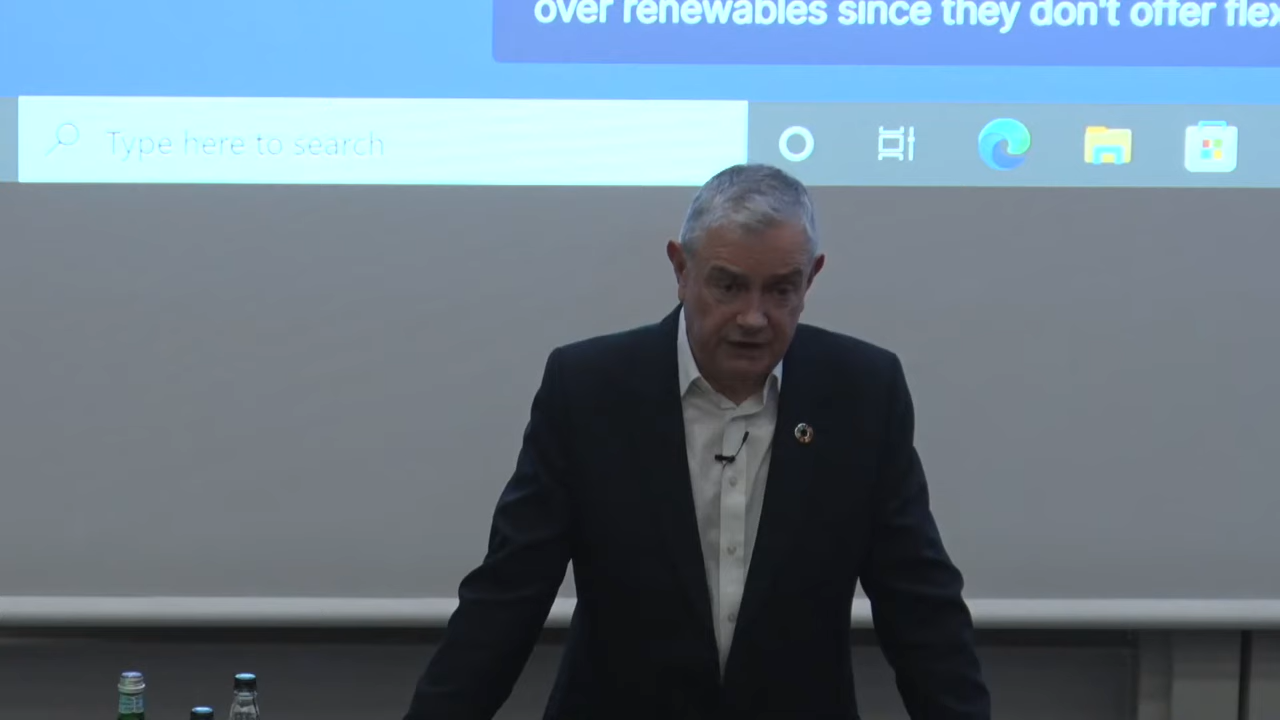 over renewables since they don't offer flex
Type here to search